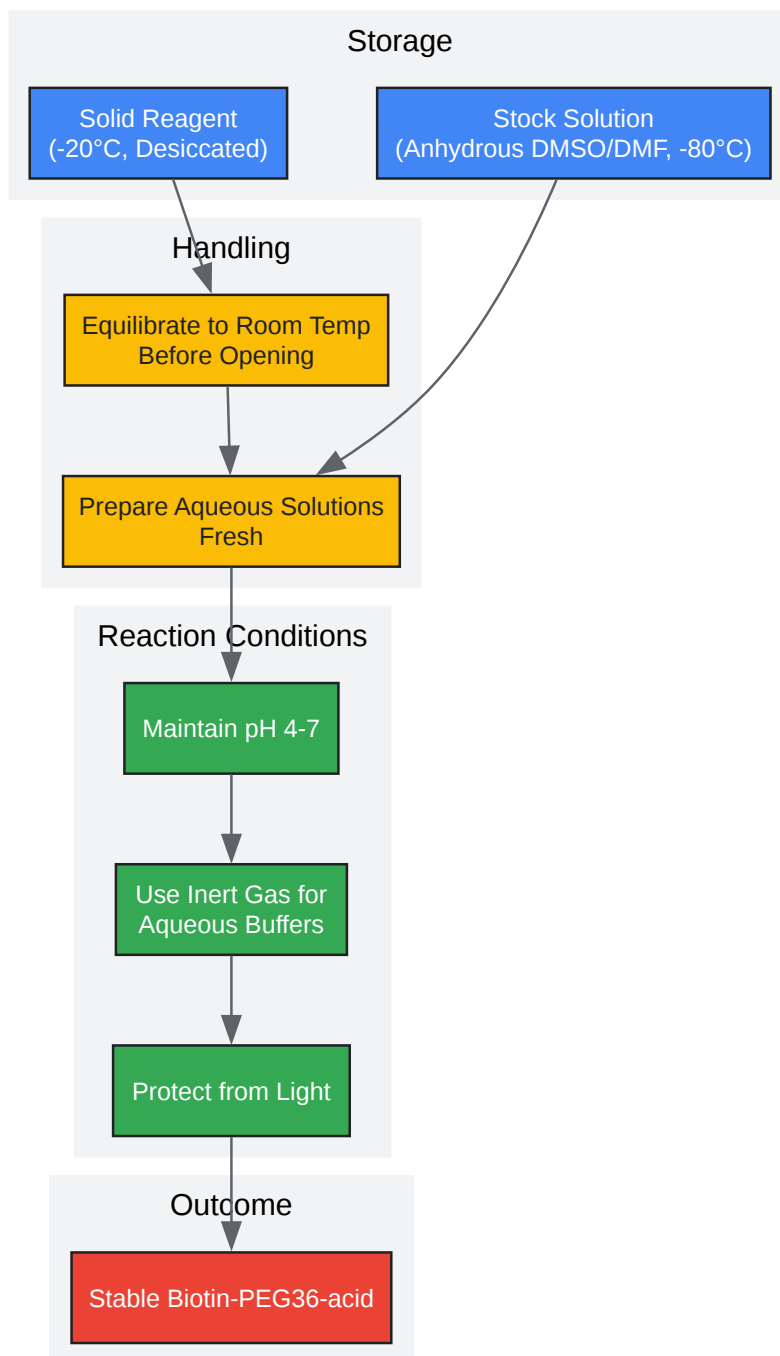 Storage
Solid Reagent
(-20°C, Desiccated)
Stock Solution
(Anhydrous DMSO/DMF, -80°C)
Handling
Equilibrate to Room Temp
Before Opening
Prepare Aqueous Solutions
Fresh
Reaction Conditions
Maintain pH 4-7
Use Inert Gas for
Aqueous Buffers
Protect from Light
Outcome
Stable Biotin-PEG36-acid